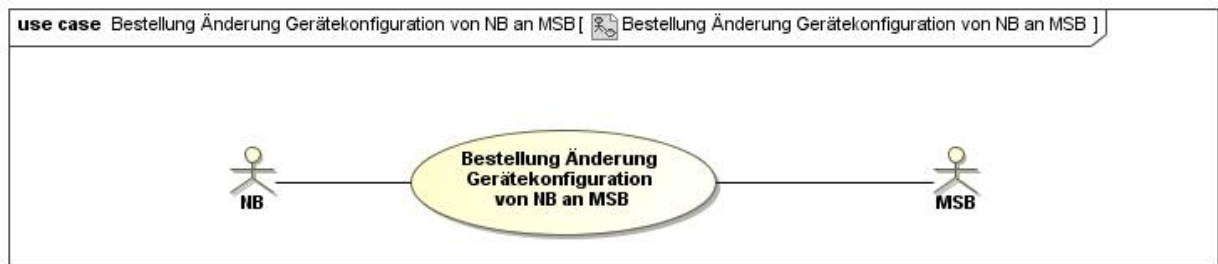 use case Bestellung Änderung Gerätekonfiguration von NB an MSB [ Bestellung Änderung Gerätekonfiguration von NB an MSB ]
Bestellung Änderung
Gerätekonfiguration
von NB an MSB
NB
MSB